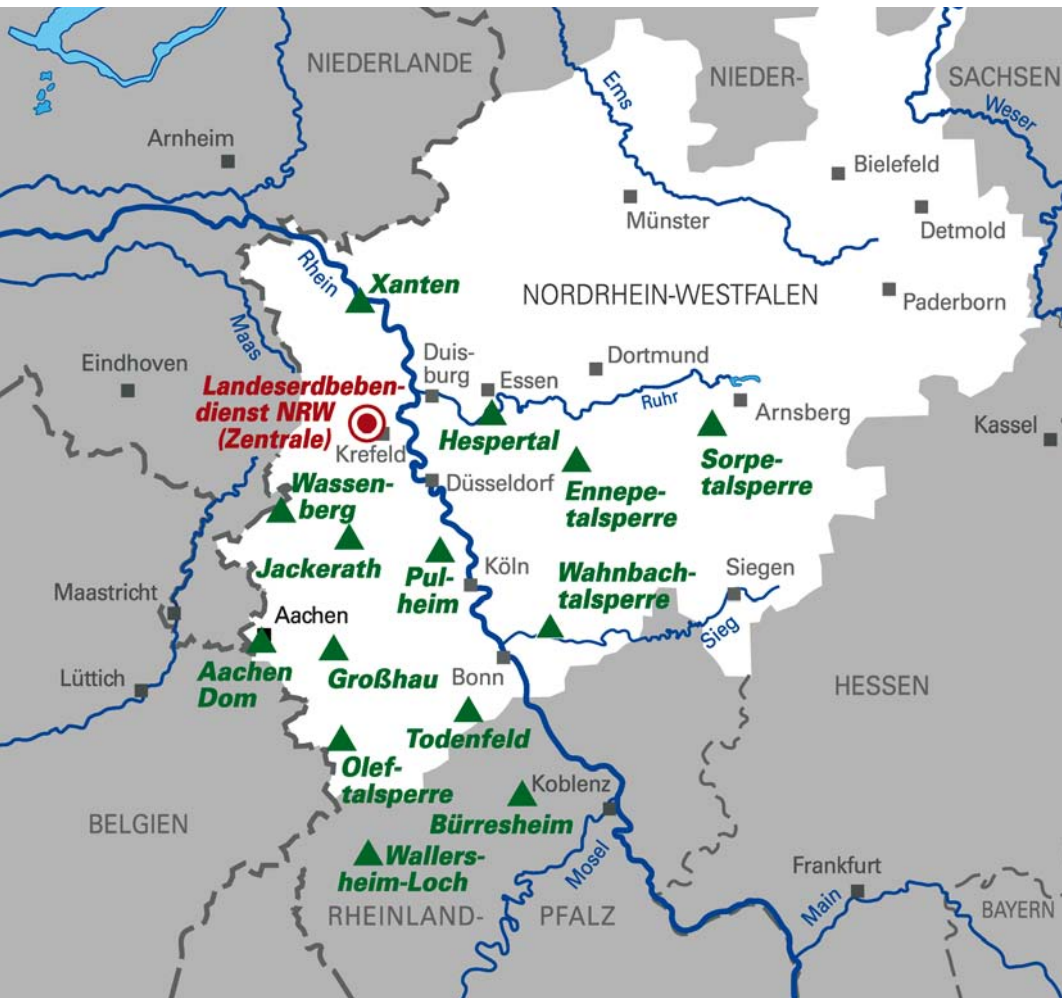 NIEDERLANDE
NIEDER-
SACHSEN
Ems
Weser
Arnheim
Bielefeld
Münster
Detmold
Rhein
Xanten
NORDRHEIN-WESTFALEN
Paderborn
Maas
Eindhoven
Duis-
burg
Dortmund
Essen
Landeserdbeben-
dienst NRW
(Zentrale)
Ruhr
Arnsberg
Kassel
Krefeld
Hespertal
Sorpe-
talsperre
Wassen-
berg
Düsseldorf
Ennepe-
talsperre
Jackerath
Pul-
heim
Köln
Wahnbach-
talsperre
Siegen
Maastricht
Aachen
Sieg
Lüttich
Aachen
Dom
Großhau
Bonn
HESSEN
Todenfeld
Olef-
talsperre
Koblenz
BELGIEN
Bürresheim
Wallers-
heim-Loch
Mosel
Frankfurt
Main
RHEINLAND-
PFALZ
BAYERN